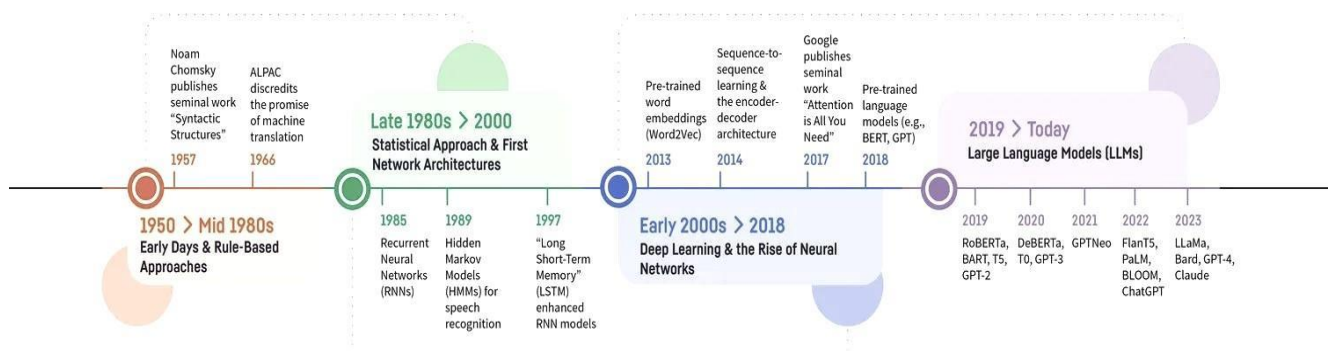 Noam
Chomsky
publishes
seminal work
“Syntactic
Structures”
1957
ALPAC
discredits
the promise
of machine
translation
1966
1950 > Mid 1980s
Early Days & Rule-Based
Approaches
Late 1980s > 2000
Statistical Approach & First
Network Architectures
1985
Recurrent
Neural
Networks
(RNNs)
1989
Hidden
Markov
Models
(HMMs) for
speech
recognition
1997
“Long
Short-Term
Memory”
(LSTM)
enhanced
RNN models
Pre-trained
word
embeddings
(Word2Vec)
2013
Sequence-to-
sequence
learning &
the encoder-
decoder
architecture
2014
Google
publishes
seminal
work
“Attention
is All You
Need”
2017
Pre-trained
language
models (e.g.,
BERT, GPT)
2018
Early 2000s > 2018
Deep Learning & the Rise of Neural
Networks
2019 > Today
Large Language Models (LLMs)
2019
RoBERTa,
BART, T5,
GPT-2
2020
DeBERTa,
T0, GPT-3
2021
GPTNeo
2022
FlanT5,
PaLM,
BLOOM,
ChatGPT
2023
LLaMa,
Bard, GPT-4,
Claude